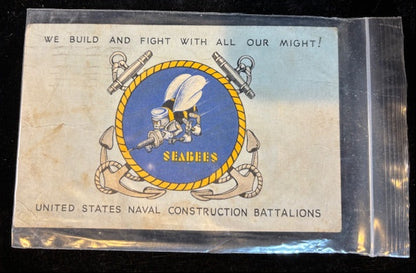 WE BUILD AND FIGHT WITH ALL OUR MIGHT!
SEABEES
UNITED STATES NAVAL CONSTRUCTION BATTALIONS